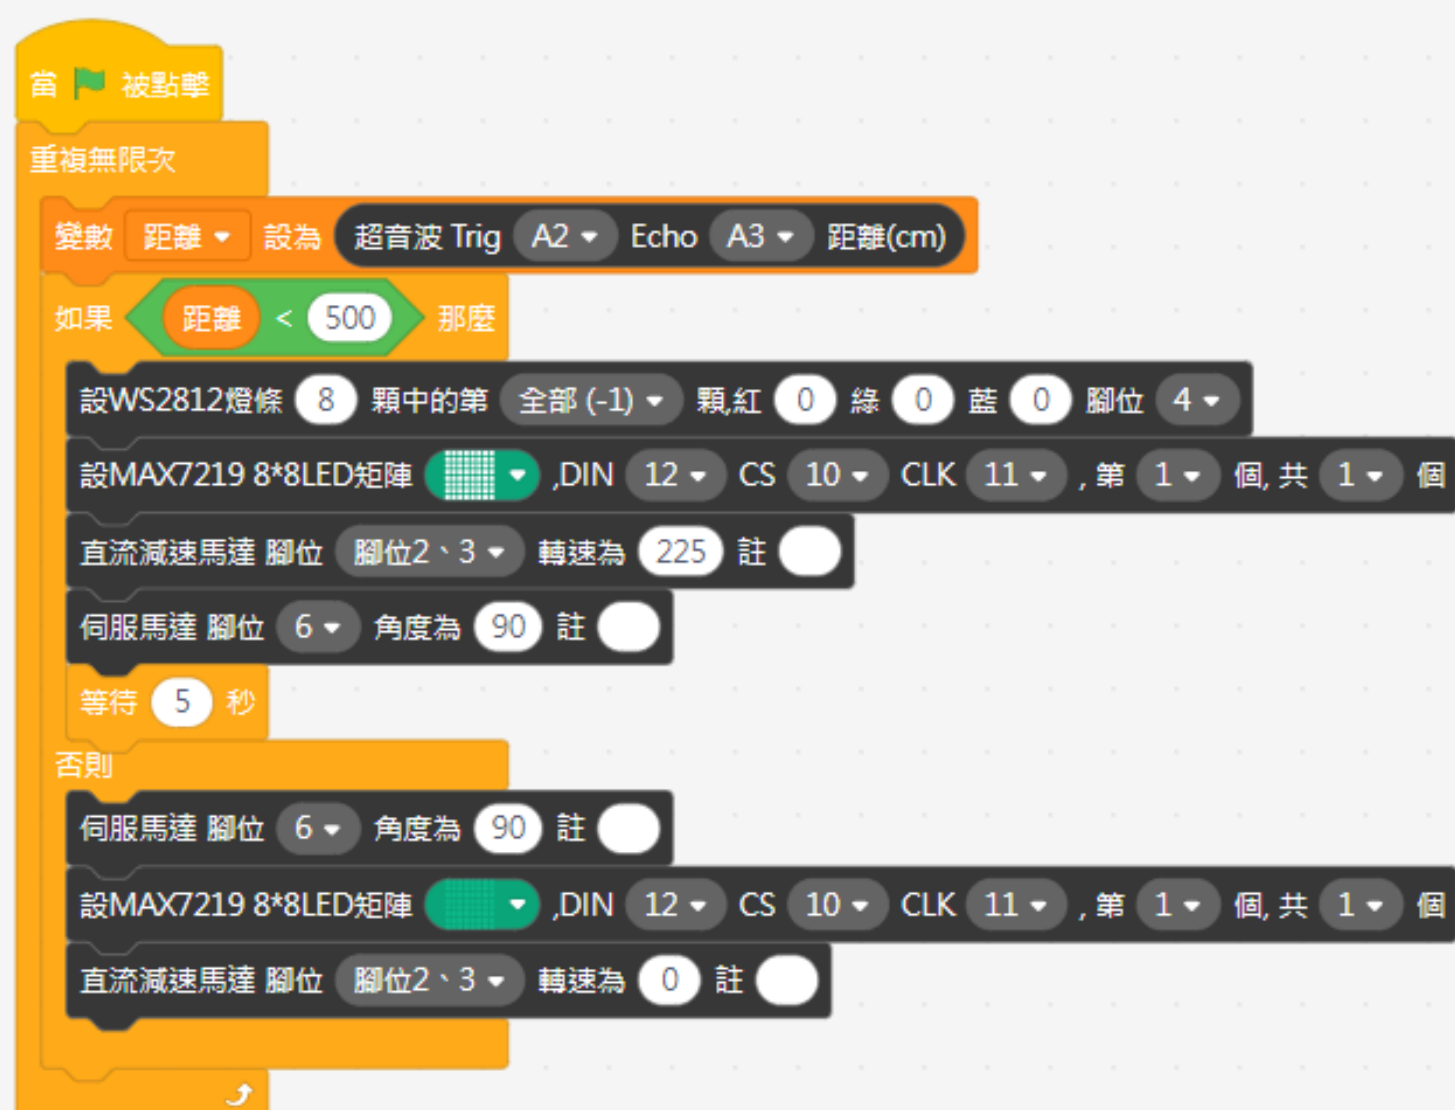 當 被點擊
重複無限次
變數 距離 設為 超音波 Trig A2 Echo A3 距離(cm)
如果 距離 < 500 那麼
設WS2812燈條 8 顆中的第 全部 (-1) 顆,紅 0 綠 0 藍 0 腳位 4
設MAX7219 8*8LED矩陣 ,DIN 12 CS 10 CLK 11 , 第 1 個, 共 1 個
直流減速馬達 腳位 腳位2、3 轉速為 225 註
伺服馬達 腳位 6 角度為 90 註
等待 5 秒
否則
伺服馬達 腳位 6 角度為 90 註
設MAX7219 8*8LED矩陣 ,DIN 12 CS 10 CLK 11 , 第 1 個, 共 1 個
直流減速馬達 腳位 腳位2、3 轉速為 0 註